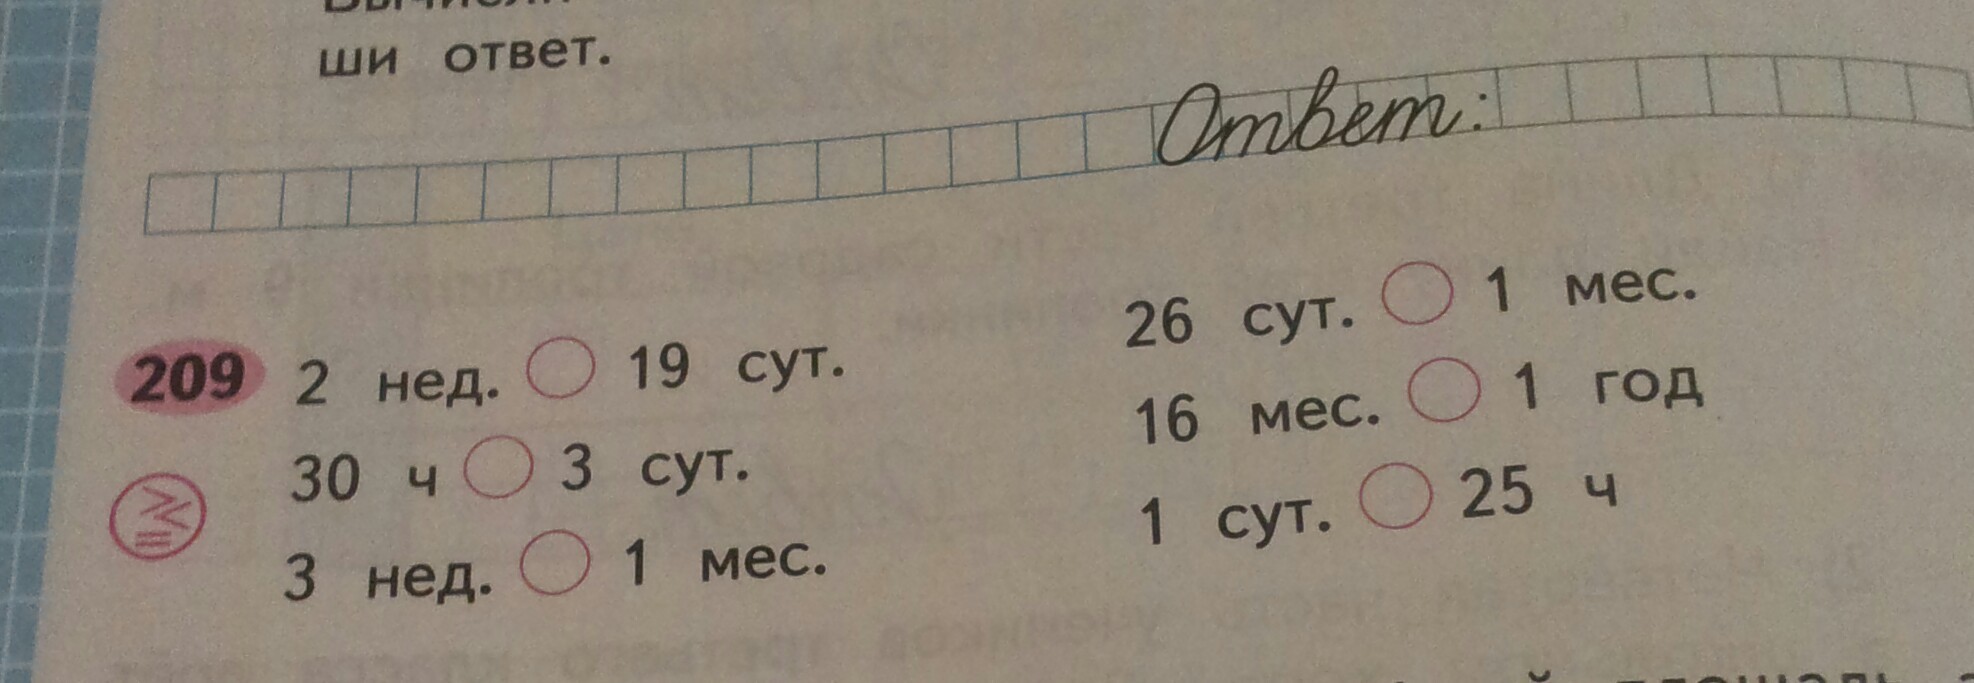 ши ответ.
Ответ:
209 2 нед. ◯ 19 сут.
30 ч ◯ 3 сут.
3 нед. ◯ 1 мес.
26 сут. ◯ 1 мес.
16 мес. ◯ 1 год
1 сут. ◯ 25 ч